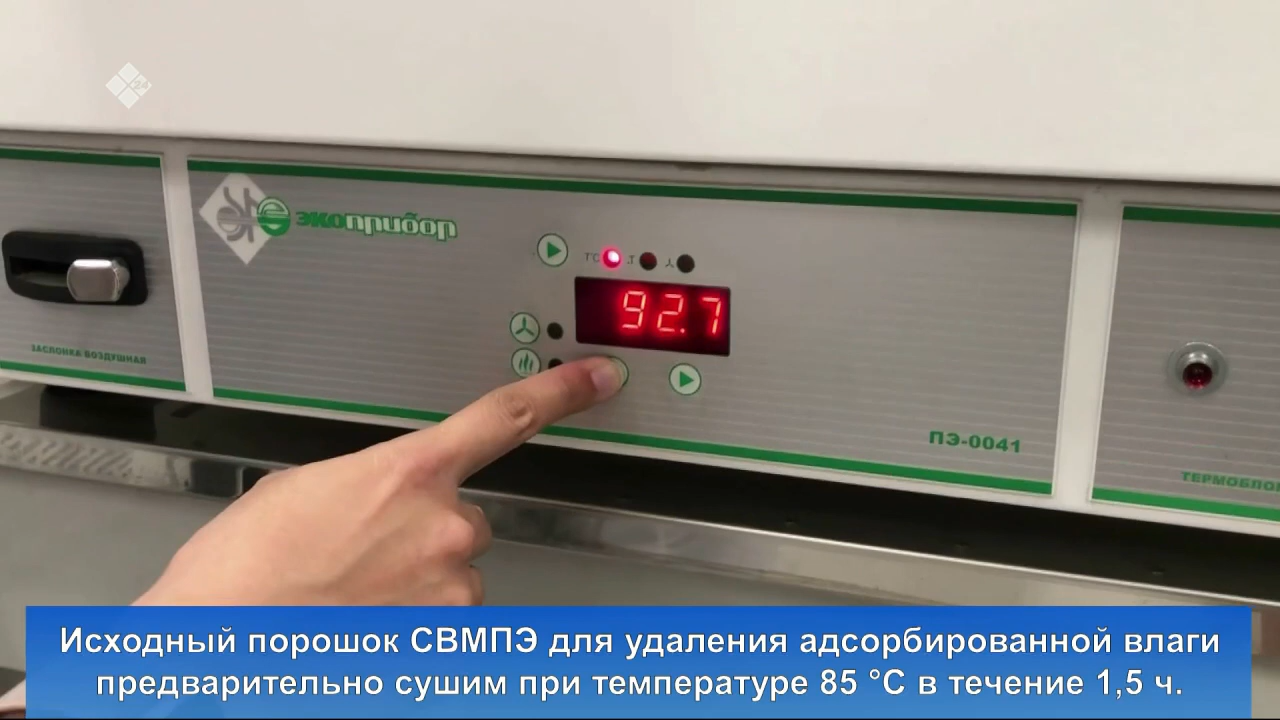 24
экоприбор
T°C
92.7
ЗАСЛОНКА ВОЗДУШНАЯ
ПЭ-0041
Исходный порошок СВМПЭ для удаления адсорбированной влаги
предварительно сушим при температуре 85 °С в течение 1,5 ч.